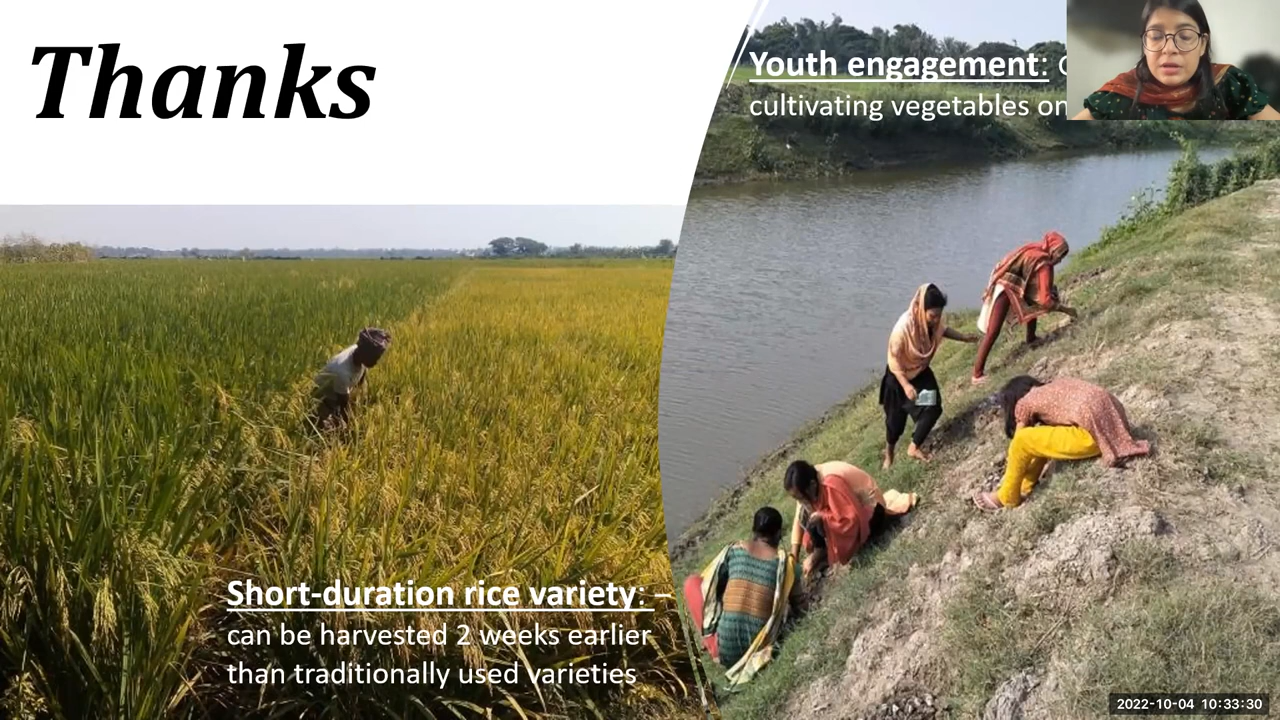 Thanks
Youth engagement:
cultivating vegetables on
Short-duration rice variety: –
can be harvested 2 weeks earlier
than traditionally used varieties
2022-10-04 10:33:30